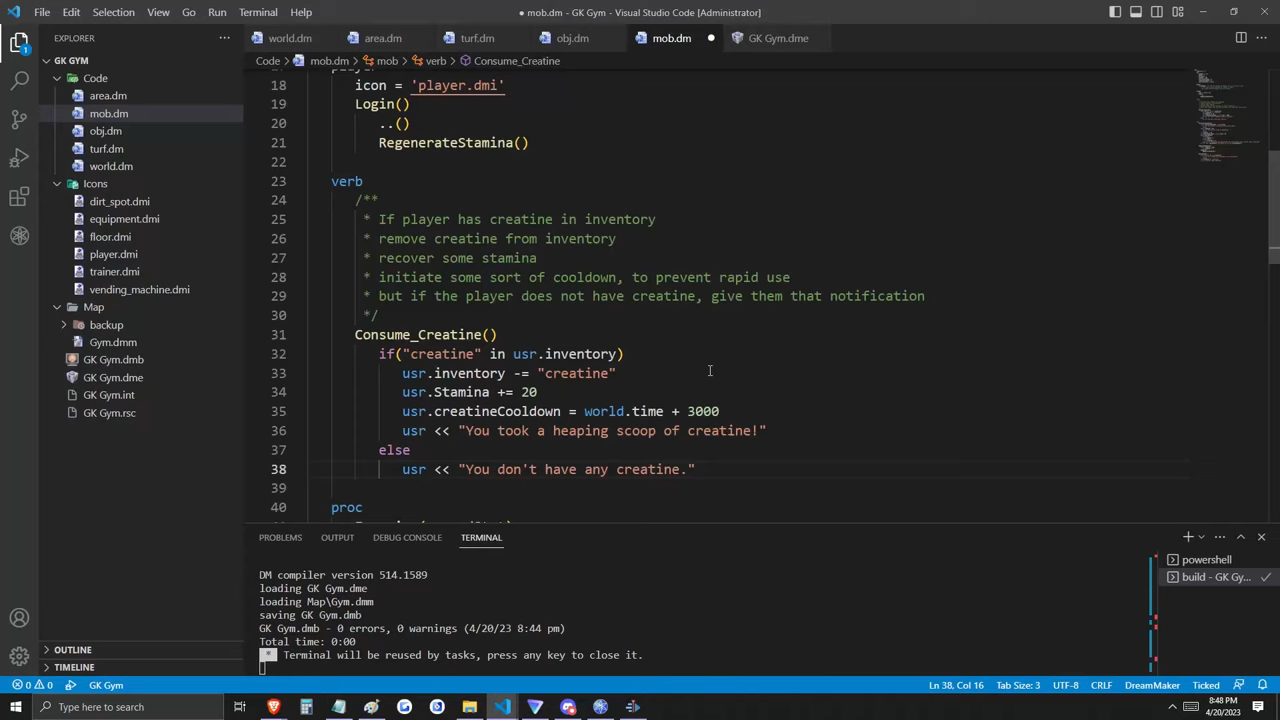 File Edit Selection View Go Run Terminal Help
● mob.dm - GK Gym - Visual Studio Code [Administrator]
EXPLORER
world.dm area.dm turf.dm obj.dm mob.dm GK Gym.dme
GK GYM
Code > mob.dm > mob > verb > Consume_Creatine
Code
area.dm
mob.dm
obj.dm
turf.dm
world.dm
Icons
dirt_spot.dmi
equipment.dmi
floor.dmi
player.dmi
trainer.dmi
vending_machine.dmi
Map
backup
Gym.dmm
GK Gym.dmb
GK Gym.dme
GK Gym.int
GK Gym.rsc
OUTLINE
TIMELINE
18 icon = 'player.dmi'
19 Login()
20 ..()
21 RegenerateStamina()
22
23 verb
24 /**
25 * If player has creatine in inventory
26 * remove creatine from inventory
27 * recover some stamina
28 * initiate some sort of cooldown, to prevent rapid use
29 * but if the player does not have creatine, give them that notification
30 */
31 Consume_Creatine()
32 if("creatine" in usr.inventory)
33 usr.inventory -= "creatine"
34 usr.Stamina += 20
35 usr.creatineCooldown = world.time + 3000
36 usr << "You took a heaping scoop of creatine!"
37 else
38 usr << "You don't have any creatine."
39
40 proc
PROBLEMS OUTPUT DEBUG CONSOLE TERMINAL
DM compiler version 514.1589
loading GK Gym.dme
loading Map\Gym.dmm
saving GK Gym.dmb
GK Gym.dmb - 0 errors, 0 warnings (4/20/23 8:44 pm)
Total time: 0:00
* Terminal will be reused by tasks, press any key to close it.
powershell
build - GK Gy...
0 0 GK Gym Ln 38, Col 16 Tab Size: 3 UTF-8 CRLF DreamMaker Ticked
Type here to search
8:48 PM
4/20/2023